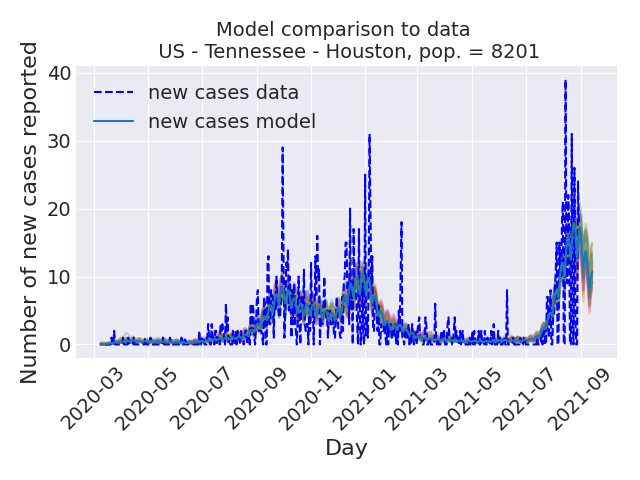 Model comparison to data
US - Tennessee - Houston, pop. = 8201
Number of new cases reported
40
30
20
10
0
new cases data
new cases model
2020-03
2020-05
2020-07
2020-09
2020-11
2021-01
2021-03
2021-05
2021-07
2021-09
Day